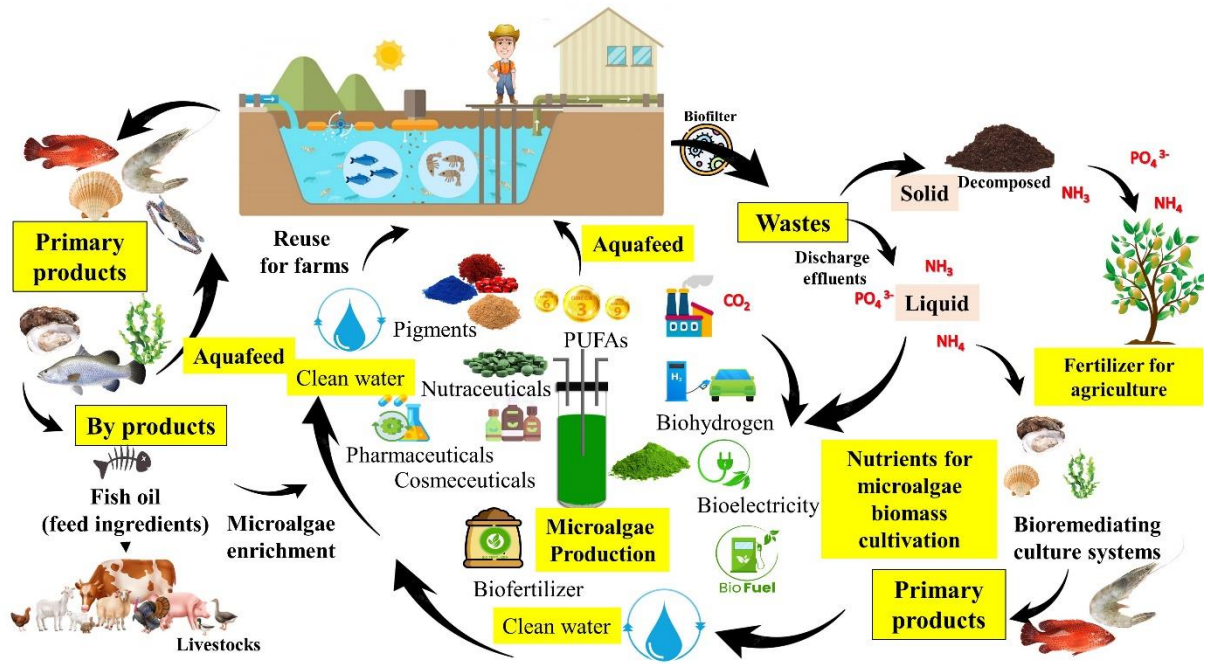 Biofilter
Solid
Decomposed
PO₄ ³⁻
NH₃
NH₄
Wastes
Discharge
effluents
NH₃
PO₄ ³⁻
Liquid
NH₄
Fertilizer for
agriculture
Primary
products
Reuse
for farms
Aquafeed
Pigments
6
OMEGA
3
9
PUFAs
CO₂
Aquafeed
Clean water
Nutraceuticals
H₂
Biohydrogen
By products
Pharmaceuticals
Cosmeceuticals
Bioelectricity
Nutrients for
microalgae
biomass
cultivation
Fish oil
(feed ingredients)
Microalgae
enrichment
Microalgae
Production
Bioremediating
culture systems
Biofertilizer
Bio Fuel
Primary
products
Clean water
Livestocks